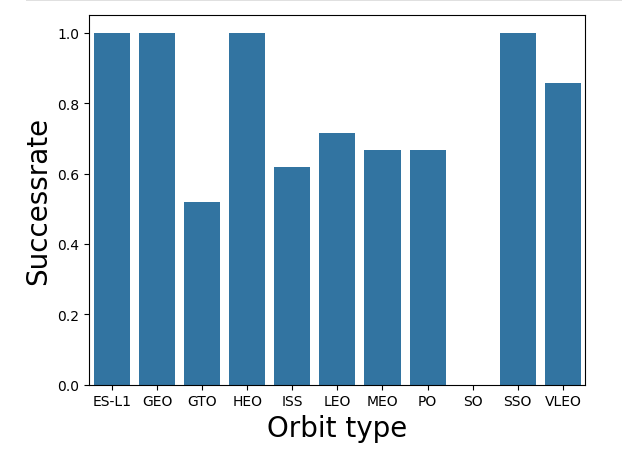 1.0
0.8
0.6
0.4
0.2
0.0
Successrate
ES-L1 GEO GTO HEO ISS LEO MEO PO SO SSO VLEO
Orbit type